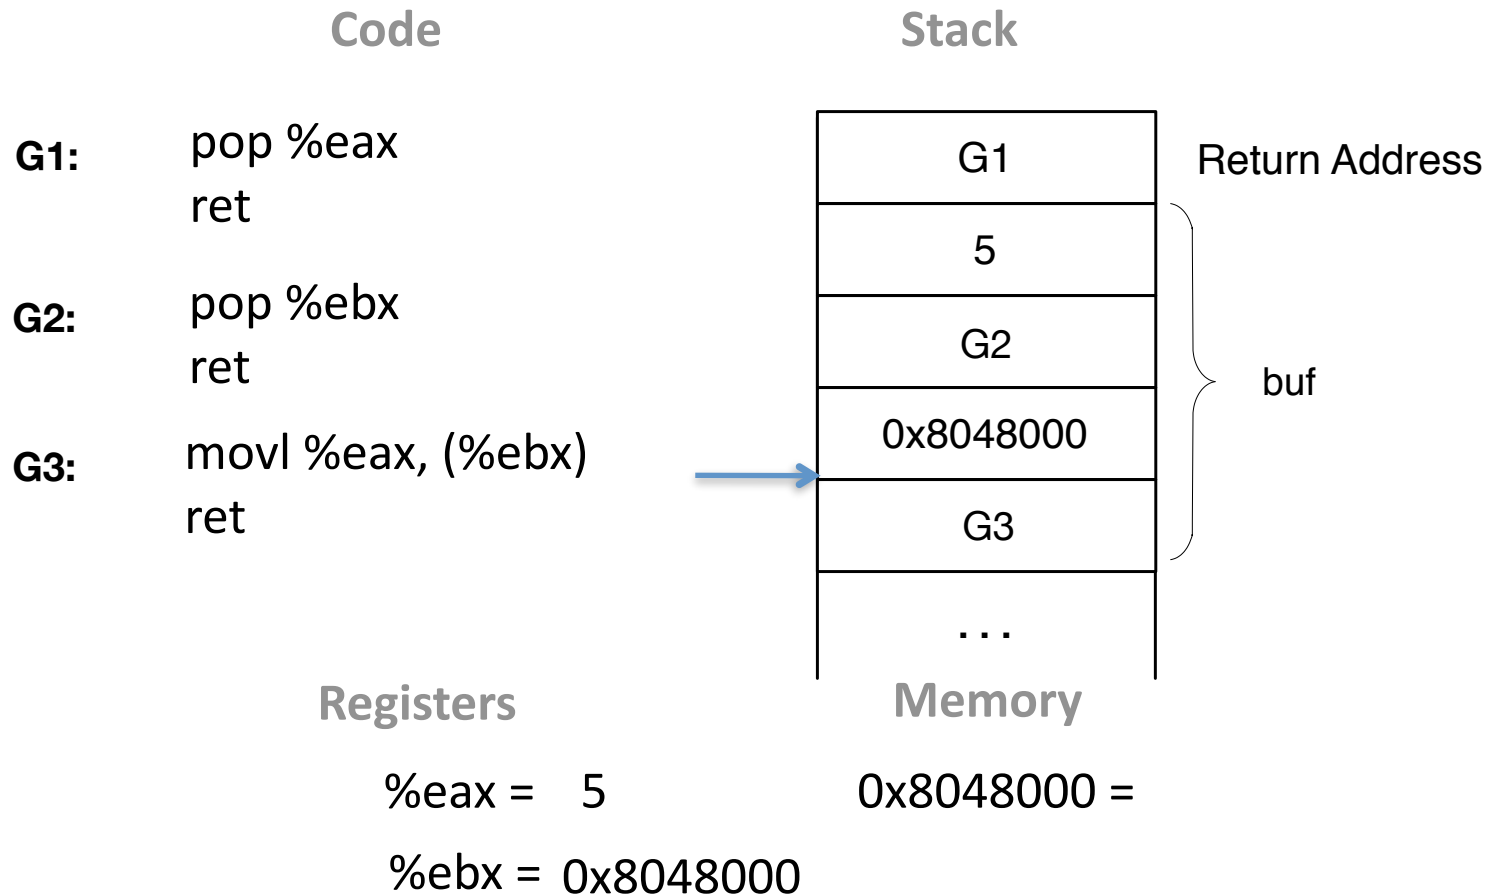 Code
Stack
G1:
pop %eax
ret
G2:
pop %ebx
ret
G3:
movl %eax, (%ebx)
ret
G1
Return Address
5
G2
0x8048000
G3
...
buf
Registers
%eax = 5
%ebx = 0x8048000
Memory
0x8048000 =